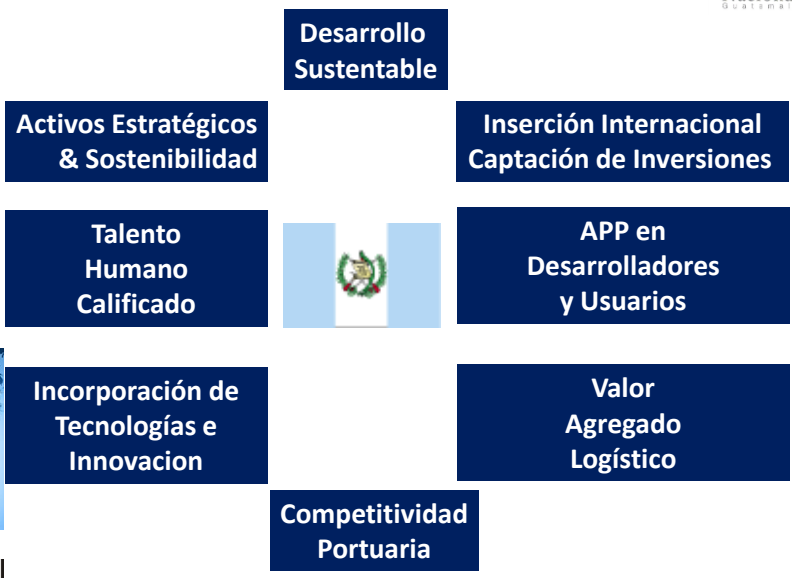 Guatemal
Desarrollo
Sustentable
Activos Estratégicos
& Sostenibilidad
Inserción Internacional
Captación de Inversiones
Talento
Humano
Calificado
APP en
Desarrolladores
y Usuarios
Incorporación de
Tecnologías e
Innovacion
Valor
Agregado
Logístico
Competitividad
Portuaria